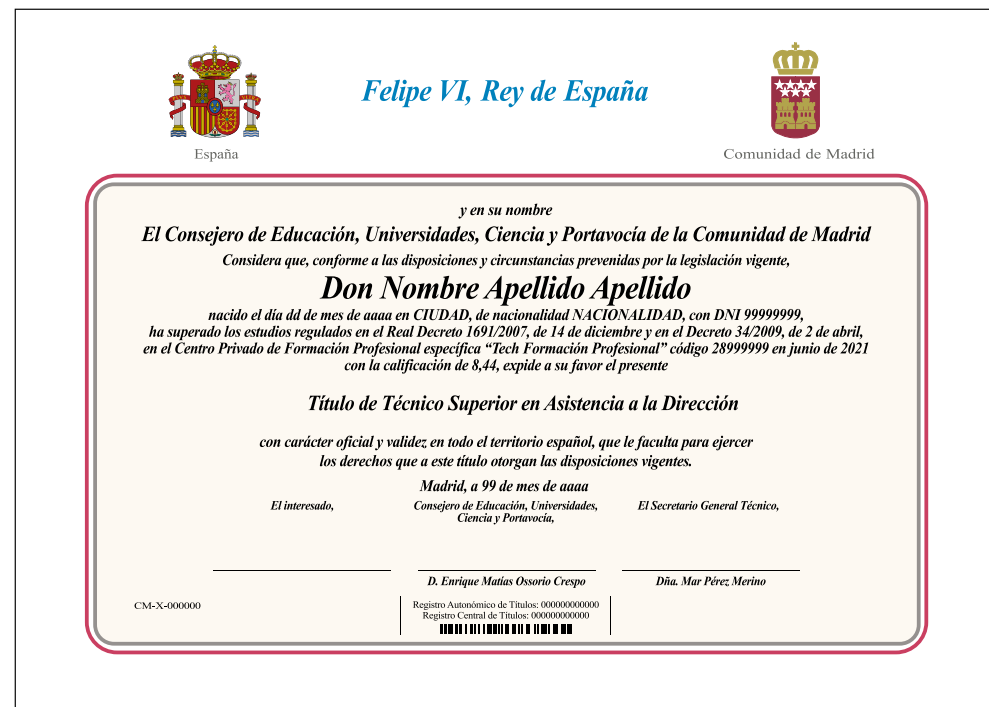 Felipe VI, Rey de España
España
Comunidad de Madrid
y en su nombre
El Consejero de Educación, Universidades, Ciencia y Portavocía de la Comunidad de Madrid
Considera que, conforme a las disposiciones y circunstancias prevenidas por la legislación vigente,
Don Nombre Apellido Apellido
nacido el día dd de mes de aaaa en CIUDAD, de nacionalidad NACIONALIDAD, con DNI 99999999,
ha superado los estudios regulados en el Real Decreto 1691/2007, de 14 de diciembre y en el Decreto 34/2009, de 2 de abril,
en el Centro Privado de Formación Profesional específica “Tech Formación Profesional” código 28999999 en junio de 2021
con la calificación de 8,44, expide a su favor el presente
Título de Técnico Superior en Asistencia a la Dirección
con carácter oficial y validez en todo el territorio español, que le faculta para ejercer
los derechos que a este título otorgan las disposiciones vigentes.
Madrid, a 99 de mes de aaaa
El interesado,
Consejero de Educación, Universidades,
Ciencia y Portavocía,
El Secretario General Técnico,
D. Enrique Matías Ossorio Crespo
Dña. Mar Pérez Merino
CM-X-000000
Registro Autonómico de Títulos: 000000000000
Registro Central de Títulos: 000000000000